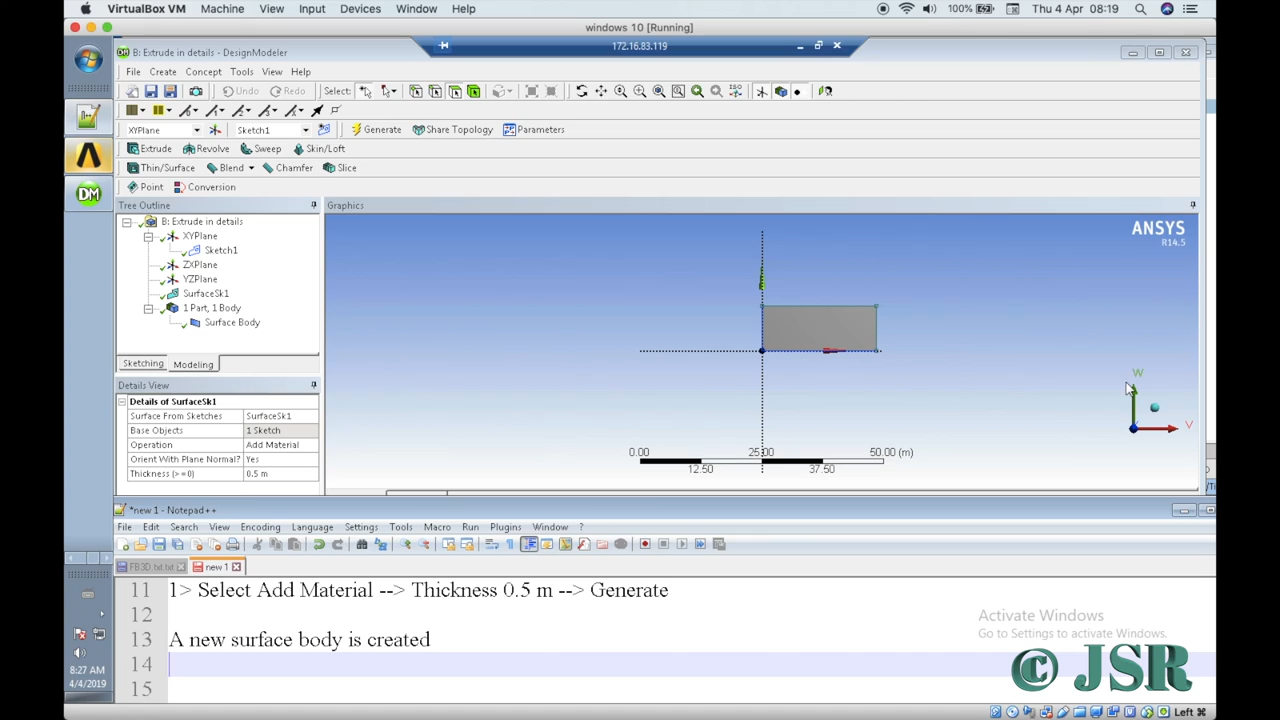 VirtualBox VM Machine View Input Devices Window Help 100% Thu 4 Apr 08:19
windows 10 [Running]
B: Extrude in details - DesignModeler
172.16.83.119
File Create Concept Tools View Help
Undo Redo Select:
XYPlane Sketch1 Generate Share Topology Parameters
Extrude Revolve Sweep Skin/Loft
Thin/Surface Blend Chamfer Slice
Point Conversion
Tree Outline
Graphics
B: Extrude in details
XYPlane
Sketch1
ZXPlane
YZPlane
SurfaceSk1
1 Part, 1 Body
Surface Body
Sketching Modeling
ANSYS
R14.5
W
V
0.00 25.00 50.00 (m)
12.50 37.50
Details View
Details of SurfaceSk1
Surface From Sketches SurfaceSk1
Base Objects 1 Sketch
Operation Add Material
Orient With Plane Normal? Yes
Thickness (>=0) 0.5 m
*new 1 - Notepad++
File Edit Search View Encoding Language Settings Tools Macro Run Plugins Window ?
FB3D.txt.txt new 1
11 1> Select Add Material --> Thickness 0.5 m --> Generate
12
13 A new surface body is created
14
15
Activate Windows
Go to Settings to activate Windows.
© JSR
8:27 AM
4/4/2019
Left ⌘